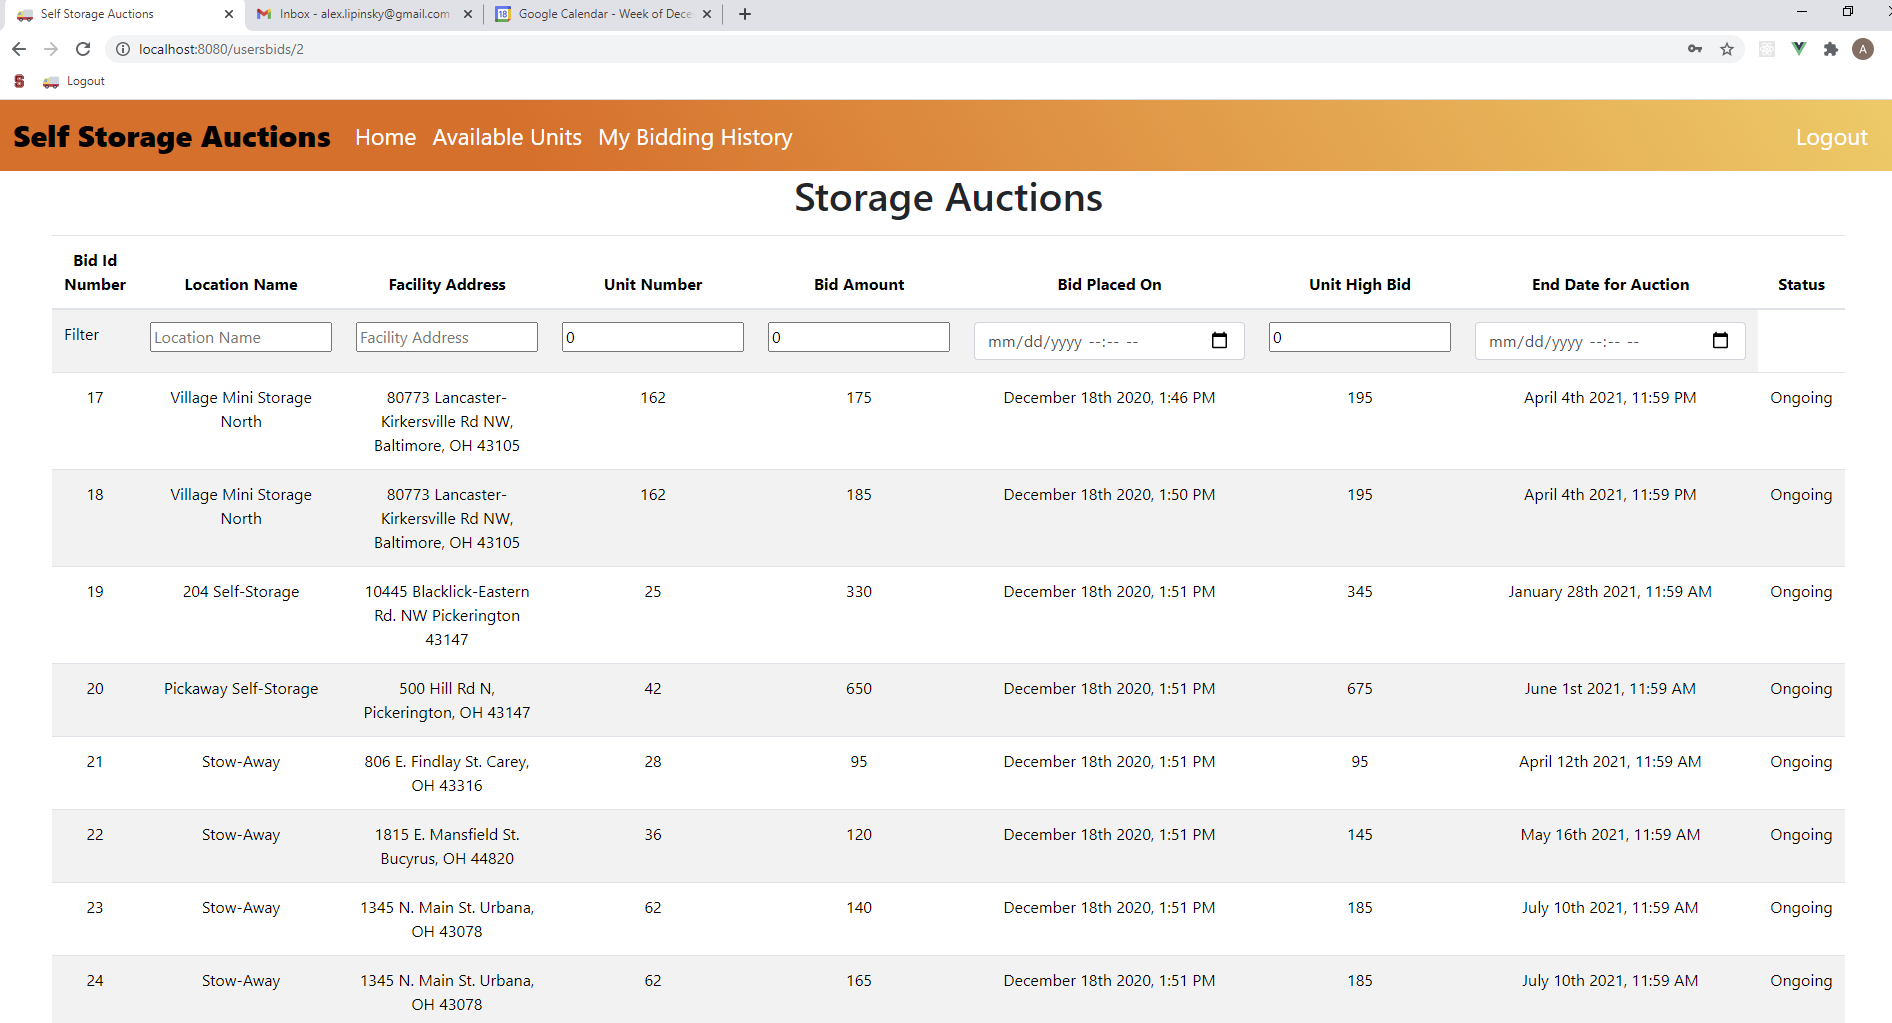 Self Storage Auctions
Inbox - alex.lipinsky@gmail.com
18 Google Calendar - Week of Dece
localhost:8080/usersbids/2
A
S Logout
Self Storage Auctions Home Available Units My Bidding History Logout
Storage Auctions
Bid Id
Number Location Name Facility Address Unit Number Bid Amount Bid Placed On Unit High Bid End Date for Auction Status
Filter Location Name Facility Address 0 0 mm/dd/yyyy --:-- -- 0 mm/dd/yyyy --:-- --
17 Village Mini Storage 80773 Lancaster- 162 175 December 18th 2020, 1:46 PM 195 April 4th 2021, 11:59 PM Ongoing
North Kirkersville Rd NW,
Baltimore, OH 43105
18 Village Mini Storage 80773 Lancaster- 162 185 December 18th 2020, 1:50 PM 195 April 4th 2021, 11:59 PM Ongoing
North Kirkersville Rd NW,
Baltimore, OH 43105
19 204 Self-Storage 10445 Blacklick-Eastern 25 330 December 18th 2020, 1:51 PM 345 January 28th 2021, 11:59 AM Ongoing
Rd. NW Pickerington
43147
20 Pickaway Self-Storage 500 Hill Rd N, 42 650 December 18th 2020, 1:51 PM 675 June 1st 2021, 11:59 AM Ongoing
Pickerington, OH 43147
21 Stow-Away 806 E. Findlay St. Carey, 28 95 December 18th 2020, 1:51 PM 95 April 12th 2021, 11:59 AM Ongoing
OH 43316
22 Stow-Away 1815 E. Mansfield St. 36 120 December 18th 2020, 1:51 PM 145 May 16th 2021, 11:59 AM Ongoing
Bucyrus, OH 44820
23 Stow-Away 1345 N. Main St. Urbana, 62 140 December 18th 2020, 1:51 PM 185 July 10th 2021, 11:59 AM Ongoing
OH 43078
24 Stow-Away 1345 N. Main St. Urbana, 62 165 December 18th 2020, 1:51 PM 185 July 10th 2021, 11:59 AM Ongoing
OH 43078